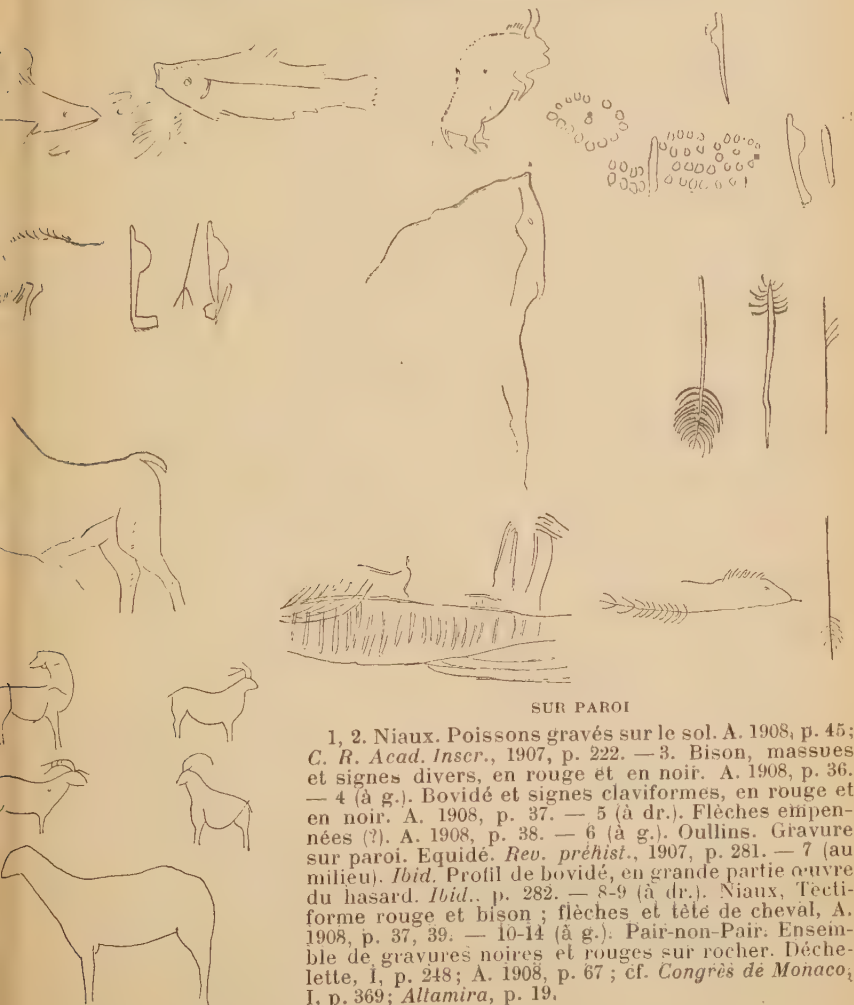 SUR PAROI
1, 2. Niaux. Poissons gravés sur le sol. A. 1908, p. 45;
C. R. Acad. Inscr., 1907, p. 222. — 3. Bison, massues
et signes divers, en rouge et en noir. A. 1908, p. 36.
— 4 (à g.). Bovidé et signes claviformes, en rouge et
en noir. A. 1908, p. 37. — 5 (à dr.). Flèches empen-
nées (?). A. 1908, p. 38. — 6 (à g.). Oullins. Gravure
sur paroi. Equidé. Rev. préhist., 1907, p. 281. — 7 (au
milieu). Ibid. Profil de bovidé, en grande partie œuvre
du hasard. Ibid.. p. 282. — 8-9 (à dr.). Niaux, Tecti-
forme rouge et bison ; flèches et tête de cheval, A.
1908, p. 37, 39. — 10-14 (à g.). Pair-non-Pair. Ensem-
ble de gravures noires et rouges sur rocher. Déche-
lette, I, p. 248; A. 1908, p. 67 ; cf. Congrès de Monaco,
I, p. 369; Altamira, p. 19.